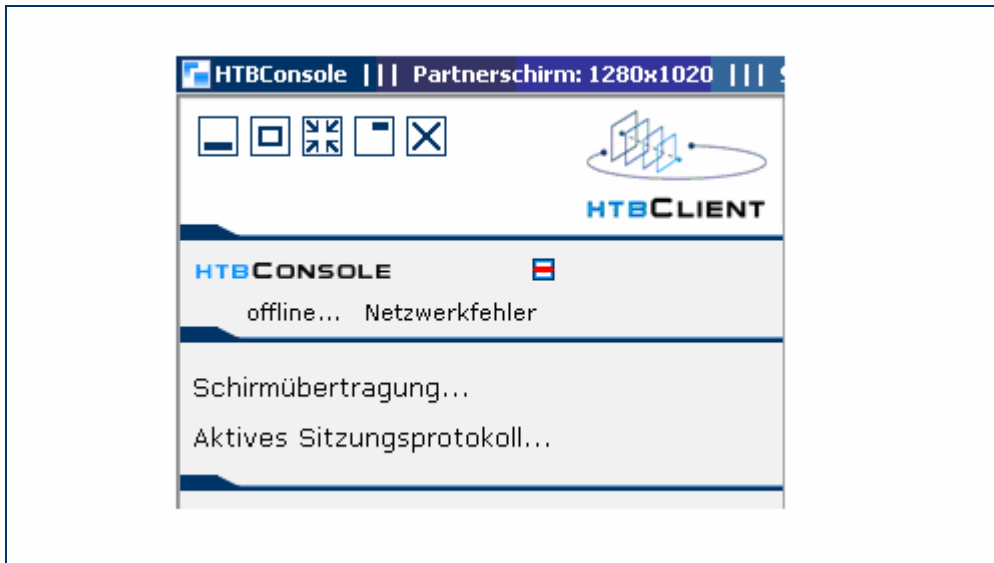 HTBConsole ||| Partnerschirm: 1280x1020 |||
HTBCLIENT
HTBCONSOLE
offline... Netzwerkfehler
Schirmübertragung...
Aktives Sitzungsprotokoll...